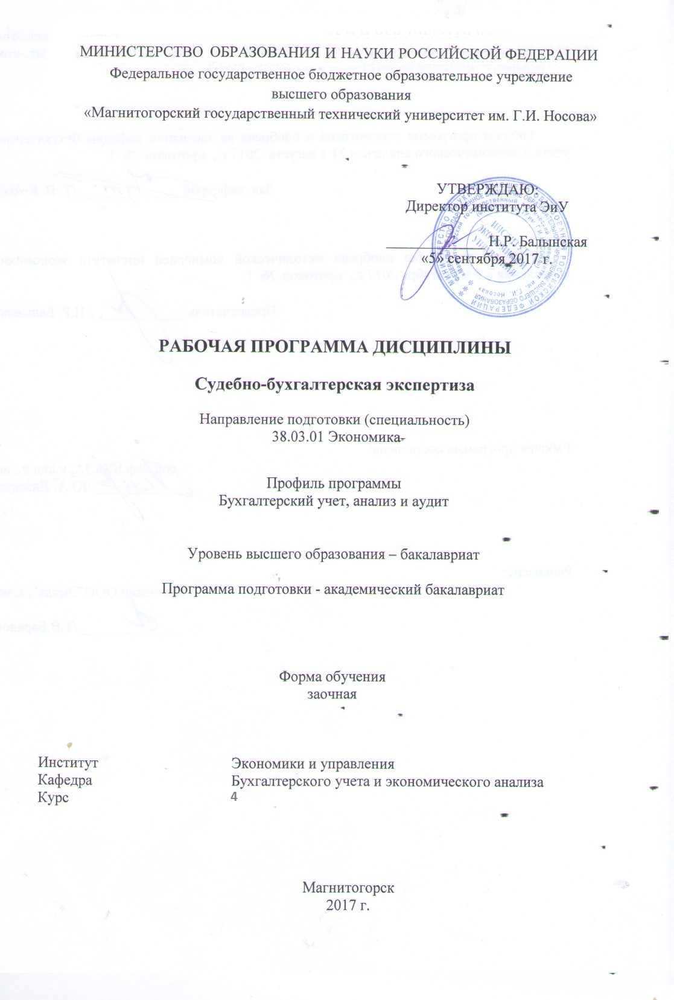 МИНИСТЕРСТВО ОБРАЗОВАНИЯ И НАУКИ РОССИЙСКОЙ ФЕДЕРАЦИИ
Федеральное государственное бюджетное образовательное учреждение
высшего образования
«Магнитогорский государственный технический университет им. Г.И. Носова»
УТВЕРЖДАЮ:
Директор института ЭиУ
Н.Р. Балынская
«5» сентября 2017 г
ИНСТИТУТ
ЭКОНОМИКИ И
УПРАВЛЕНИЯ
РАБОЧАЯ ПРОГРАММА ДИСЦИПЛИНЫ
Судебно-бухгалтерская экспертиза
Направление подготовки (специальность)
38.03.01 Экономика
Профиль программы
Бухгалтерский учет, анализ и аудит
Уровень высшего образования – бакалавриат
Программа подготовки - академический бакалавриат
Форма обучения
заочная
Институт Экономики и управления
Кафедра Бухгалтерского учета и экономического анализа
Курс 4
Магнитогорск
2017 г.